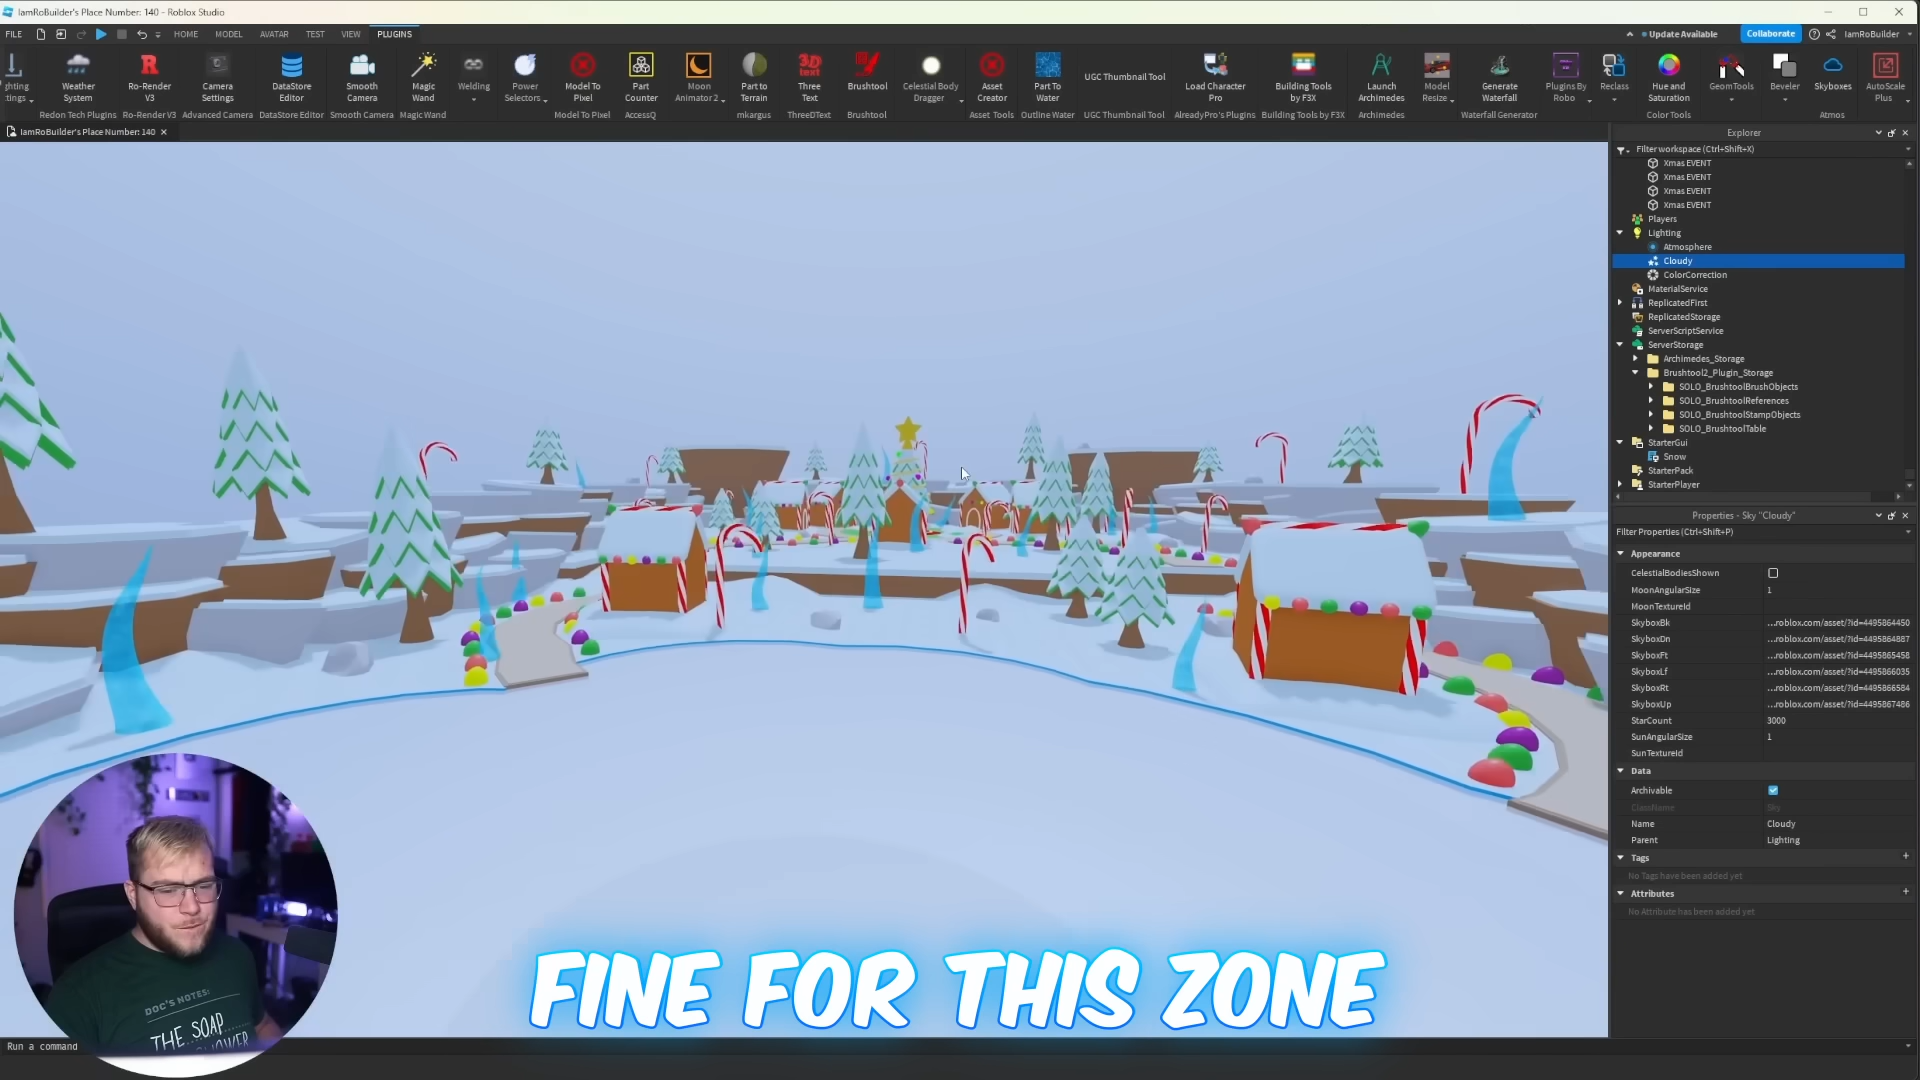 IamRoBuilder's Place Number: 140 - Roblox Studio
FILE HOME MODEL AVATAR TEST VIEW PLUGINS Update Available Collaborate IamRoBuilder
Weather System
Ro-Render V3
Camera Settings
DataStore Editor
Smooth Camera
Magic Wand
Welding
Power Selectors
Model To Pixel
Part Counter
Moon Animator 2
Part to Terrain
Three Text
Brushtool
Celestial Body Dragger
Asset Creator
Part To Water
UGC Thumbnail Tool
Load Character Pro
Building Tools by F3X
Launch Archimedes
Model Resize
Generate Waterfall
Plugins By Robo
Reclass
Hue and Saturation
GeomTools
Beveler
Skyboxes
AutoScale Plus
Redon Tech Plugins Ro-Render V3 Advanced Camera DataStore Editor Smooth Camera Magic Wand Model To Pixel AccessQ mkargus ThreeDText Brushtool Asset Tools Outline Water UGC Thumbnail Tool AlreadyPro's Plugins Building Tools by F3X Archimedes Waterfall Generator Color Tools Atmos
IamRoBuilder's Place Number: 140
Explorer
Filter workspace (Ctrl+Shift+X)
Xmas EVENT
Xmas EVENT
Xmas EVENT
Xmas EVENT
Players
Lighting
Atmosphere
Cloudy
ColorCorrection
MaterialService
ReplicatedFirst
ReplicatedStorage
ServerScriptService
ServerStorage
Archimedes_Storage
Brushtool2_Plugin_Storage
SOLO_BrushtoolBrushObjects
SOLO_BrushtoolReferences
SOLO_BrushtoolStampObjects
SOLO_BrushtoolTable
StarterGui
Snow
StarterPack
StarterPlayer
Properties - Sky "Cloudy"
Filter Properties (Ctrl+Shift+P)
Appearance
CelestialBodiesShown
MoonAngularSize 1
MoonTextureId
SkyboxBk ...roblox.com/asset/?id=4495864450
SkyboxDn ...roblox.com/asset/?id=4495864887
SkyboxFt ...roblox.com/asset/?id=4495865458
SkyboxLf ...roblox.com/asset/?id=4495866035
SkyboxRt ...roblox.com/asset/?id=4495866584
SkyboxUp ...roblox.com/asset/?id=4495867486
StarCount 3000
SunAngularSize 1
SunTextureId
Data
Archivable
ClassName Sky
Name Cloudy
Parent Lighting
Tags
No Tags have been added yet
Attributes
No Attribute has been added yet
DOC'S NOTES:
THE SOAP
FINE FOR THIS ZONE
Run a command